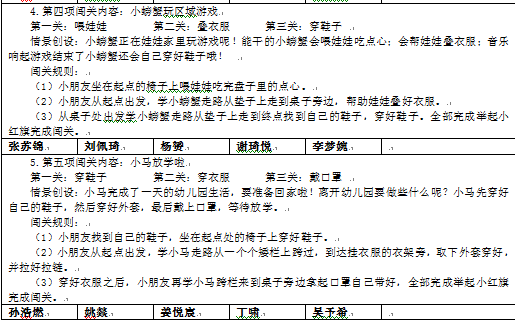 4. 第四项闯关内容：小螃蟹玩区域游戏
第一关：喂娃娃 第二关：叠衣服 第三关：穿鞋子
情景创设：小螃蟹正在娃娃家里玩游戏呢！能干的小螃蟹会喂娃娃吃点心；会帮娃娃叠衣服；音乐
响起游戏结束了小螃蟹还会自己穿好鞋子哦！
闯关规则：
（1）小朋友坐在起点的椅子上喂娃娃吃完盘子里的点心。
（2）小朋友从起点出发，学小螃蟹走路从垫子上走到桌子旁边，帮助娃娃叠好衣服。
（3）从桌子处出发学小螃蟹走路从垫子上走到终点找到自己的鞋子，穿好鞋子。全部完成举起小
红旗完成闯关。
张苏锦 刘佩琦 杨骏 谢琦悦 李梦婉
5. 第五项闯关内容：小马放学啦
第一关：穿鞋子 第二关：穿衣服 第三关：戴口罩
情景创设：小马完成了一天的幼儿园生活，要准备回家啦！离开幼儿园要做些什么呢？小马先穿好
自己的鞋子，然后穿好外套，最后戴上口罩，等待放学。
闯关规则：
（1）小朋友找到自己的鞋子，坐在起点处的椅子上穿好鞋子。
（2）小朋友从起点出发，学小马走路从一个个矮栏上跨过，到达挂衣服的衣架旁，取下外套穿好，
并拉好拉链。
（3）穿好衣服之后，小朋友再学小马跨栏来到桌子旁边拿起口罩自己带好，全部完成举起小红旗
完成闯关。
孙浩燃 姚燚 姜悦宸 丁啸 吴予希